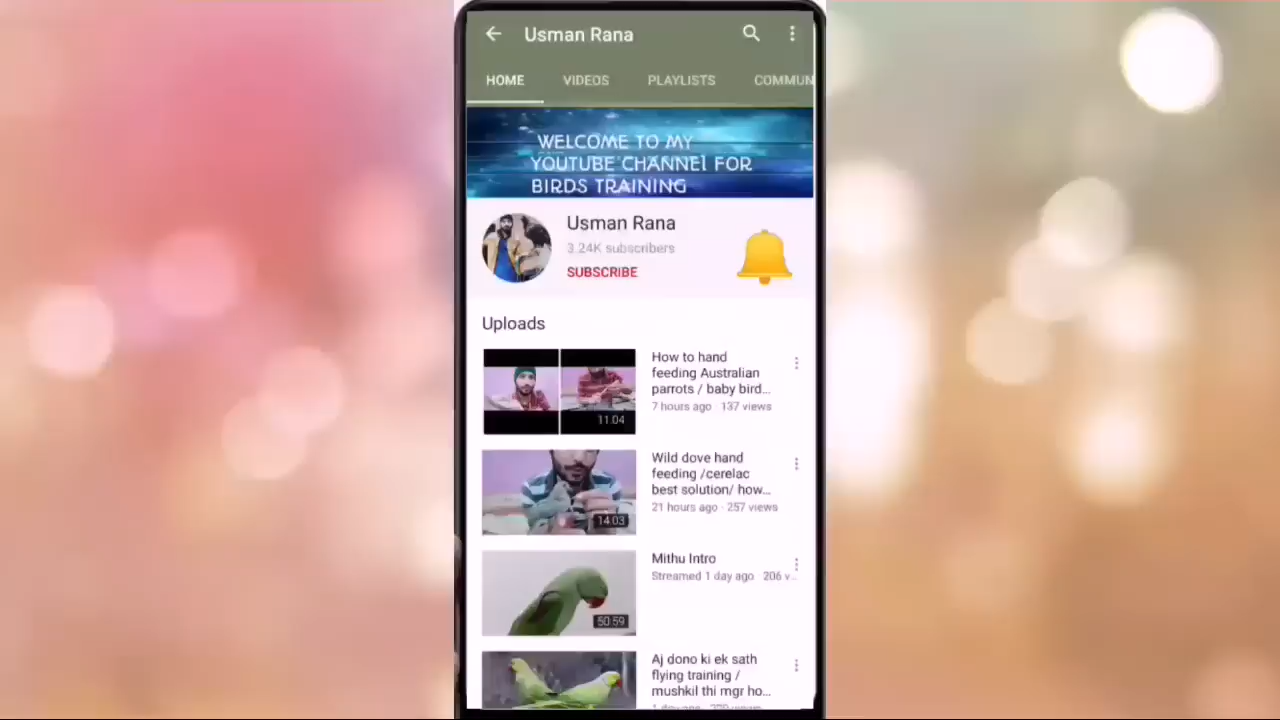 Usman Rana
HOME VIDEOS PLAYLISTS COMMUN
WELCOME TO MY
YOUTUBE CHANNEl FOR
BIRDS TRAINING
Usman Rana
3.24K subscribers
SUBSCRIBE
Uploads
How to hand
feeding Australian
parrots / baby bird...
7 hours ago · 137 views
11:04
Wild dove hand
feeding /cerelac
best solution/ how...
21 hours ago · 257 views
14:03
Mithu Intro
Streamed 1 day ago · 206 v...
50:59
Aj dono ki ek sath
flying training /
mushkil thi mgr ho...